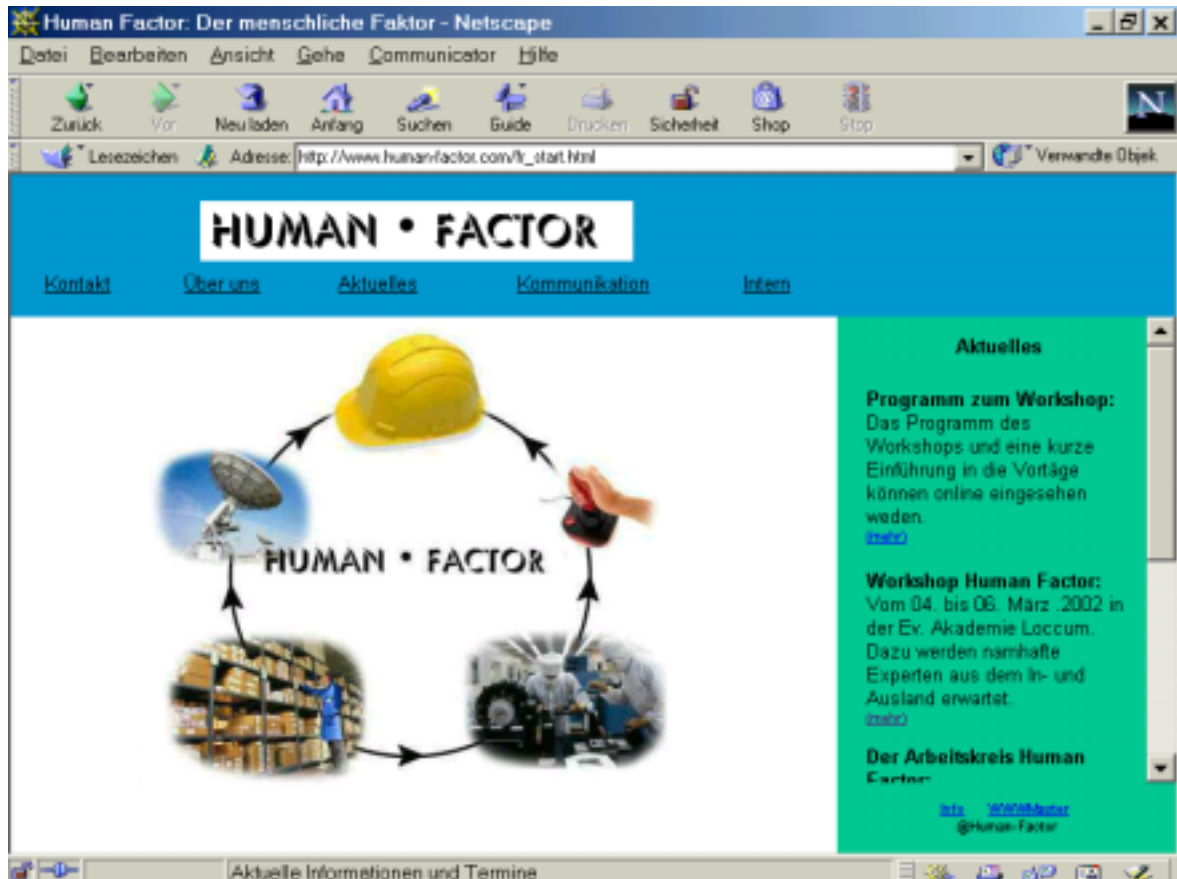 Human Factor: Der menschliche Faktor - Netscape
Datei Bearbeiten Ansicht Gehe Communicator Hilfe
Zurück Vor Neu laden Anfang Suchen Guide Drucken Sicherheit Shop Stop
Lesezeichen Adresse: http://www.human-factor.com/fr_start.html Verwandte Objek
HUMAN • FACTOR
Kontakt Über uns Aktuelles Kommunikation Intern
HUMAN • FACTOR
Aktuelles
Programm zum Workshop:
Das Programm des
Workshops und eine kurze
Einführung in die Vortäge
können online eingesehen
weden.
(mehr)
Workshop Human Factor:
Vom 04. bis 06. März .2002 in
der Ev. Akademie Loccum.
Dazu werden namhafte
Experten aus dem In- und
Ausland erwartet.
(mehr)
Der Arbeitskreis Human
Factor:
Info WWWMaster
@Human-Factor
Aktuelle Informationen und Termine